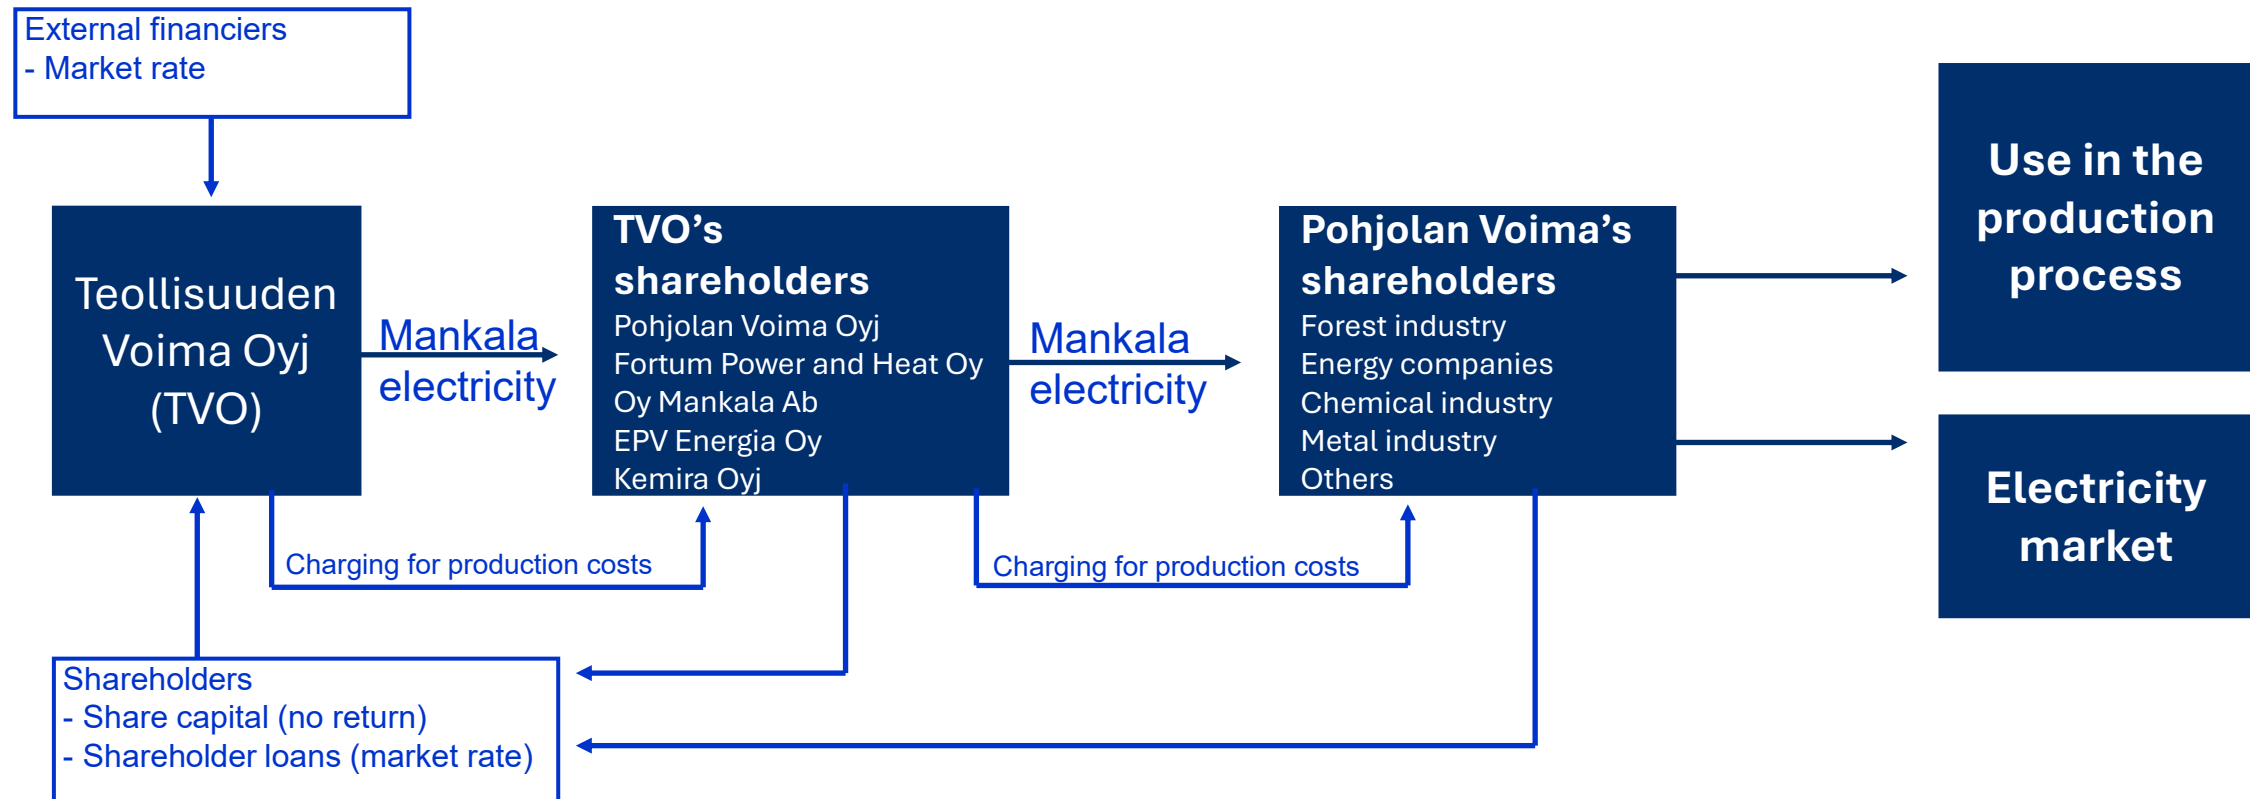 External financiers
- Market rate
Teollisuuden
Voima Oyj
(TVO)
Mankala
electricity
TVO’s
shareholders
Pohjolan Voima Oyj
Fortum Power and Heat Oy
Oy Mankala Ab
EPV Energia Oy
Kemira Oyj
Mankala
electricity
Pohjolan Voima’s
shareholders
Forest industry
Energy companies
Chemical industry
Metal industry
Others
Use in the
production
process
Electricity
market
Charging for production costs
Charging for production costs
Shareholders
- Share capital (no return)
- Shareholder loans (market rate)